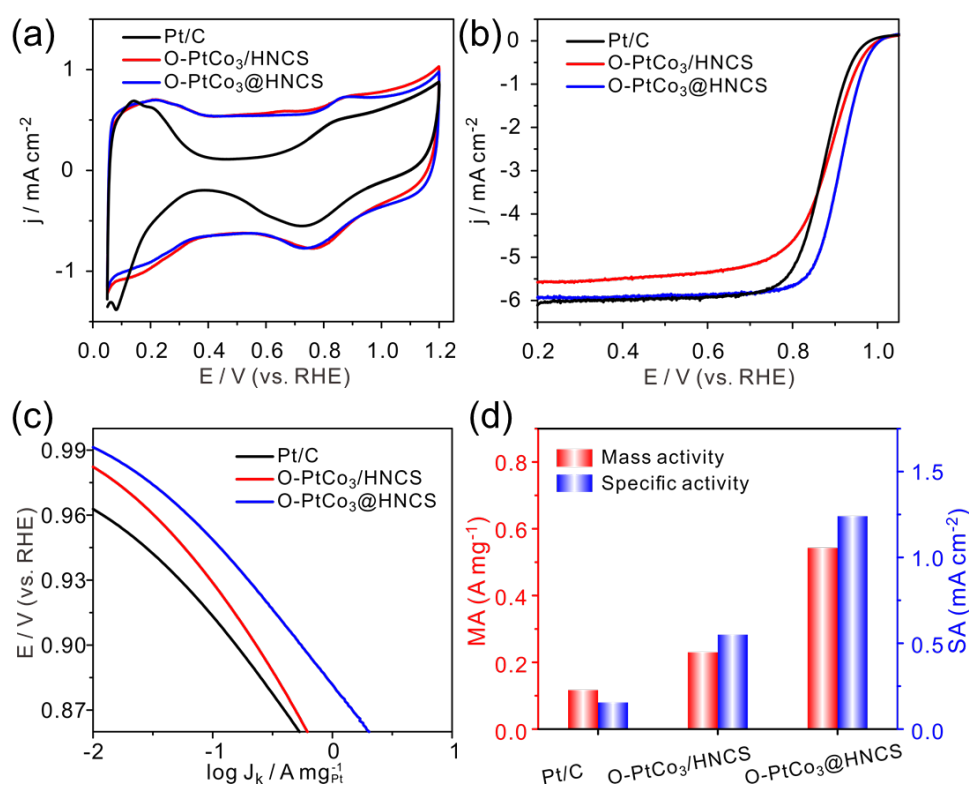 (a)
Pt/C
O-PtCo₃/HNCS
O-PtCo₃@HNCS
1
0
-1
j / mA cm⁻²
0.0 0.2 0.4 0.6 0.8 1.0 1.2
E / V (vs. RHE)
(b)
Pt/C
O-PtCo₃/HNCS
O-PtCo₃@HNCS
0
-1
-2
-3
-4
-5
-6
j / mA cm⁻²
0.2 0.4 0.6 0.8 1.0
E / V (vs. RHE)
(c)
Pt/C
O-PtCo₃/HNCS
O-PtCo₃@HNCS
0.99
0.96
0.93
0.90
0.87
E / V (vs. RHE)
-2 -1 0 1
log Jₖ / A mg⁻¹Pt
(d)
Mass activity
Specific activity
0.8
0.6
0.4
0.2
0.0
MA (A mg⁻¹)
1.5
1.0
0.5
0.0
SA (mA cm⁻²)
Pt/C
O-PtCo₃/HNCS
O-PtCo₃@HNCS